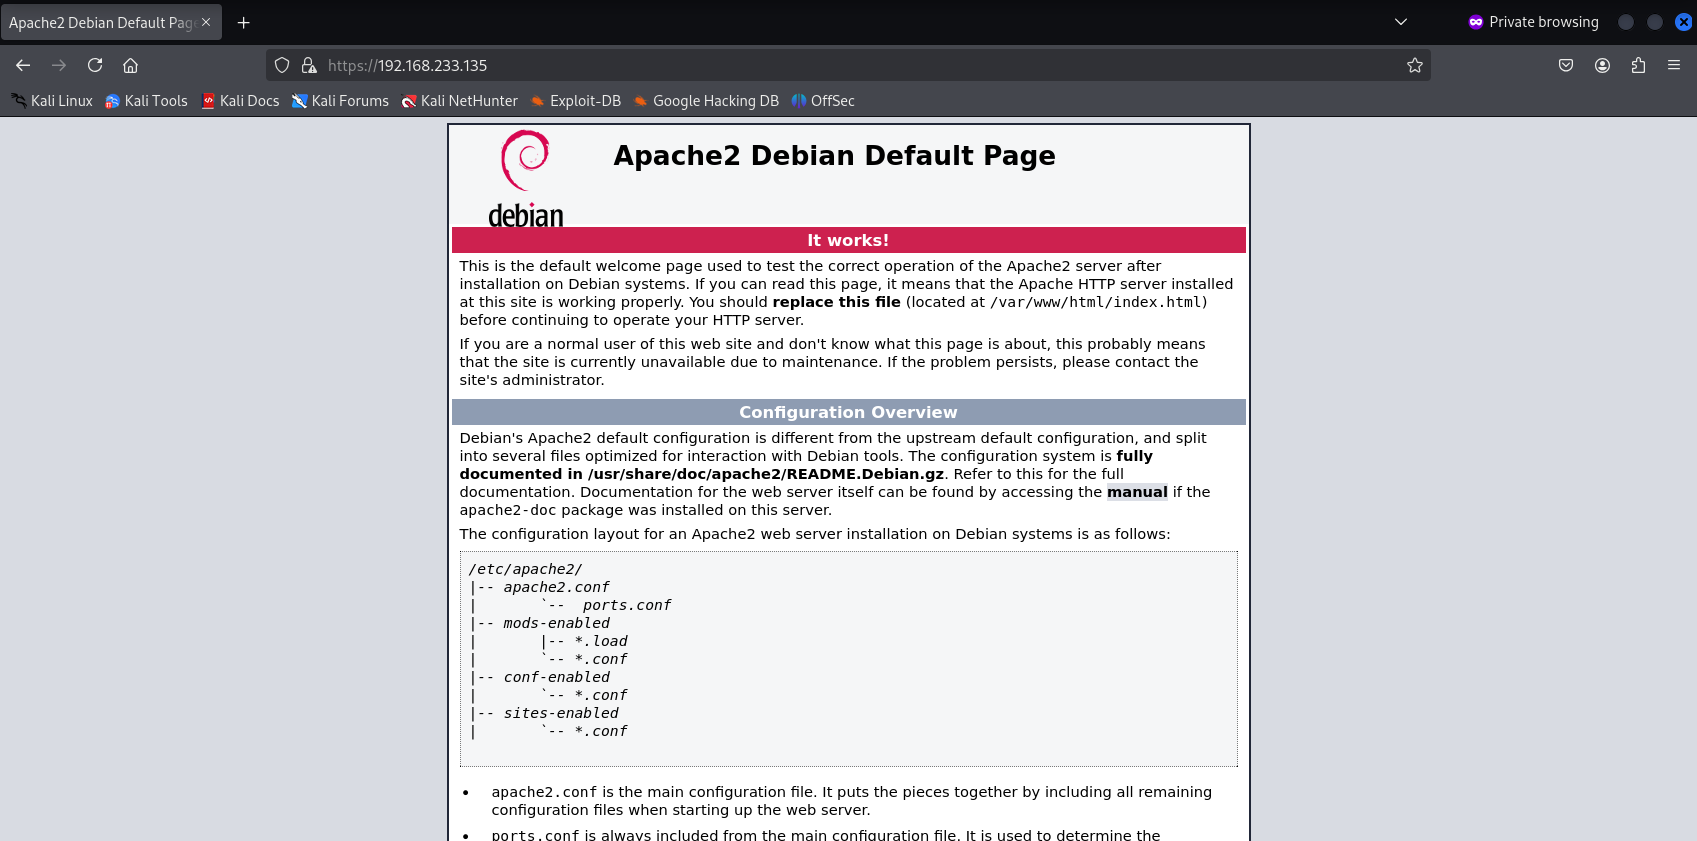 Apache2 Debian Default Pag
Private browsing
https://192.168.233.135
Kali Linux Kali Tools Kali Docs Kali Forums Kali NetHunter Exploit-DB Google Hacking DB OffSec
Apache2 Debian Default Page
debian
It works!
This is the default welcome page used to test the correct operation of the Apache2 server after
installation on Debian systems. If you can read this page, it means that the Apache HTTP server installed
at this site is working properly. You should replace this file (located at /var/www/html/index.html)
before continuing to operate your HTTP server.
If you are a normal user of this web site and don't know what this page is about, this probably means
that the site is currently unavailable due to maintenance. If the problem persists, please contact the
site's administrator.
Configuration Overview
Debian's Apache2 default configuration is different from the upstream default configuration, and split
into several files optimized for interaction with Debian tools. The configuration system is fully
documented in /usr/share/doc/apache2/README.Debian.gz. Refer to this for the full
documentation. Documentation for the web server itself can be found by accessing the manual if the
apache2-doc package was installed on this server.
The configuration layout for an Apache2 web server installation on Debian systems is as follows:
/etc/apache2/
|-- apache2.conf
|       `--  ports.conf
|-- mods-enabled
|       |-- *.load
|       `-- *.conf
|-- conf-enabled
|       `-- *.conf
|-- sites-enabled
|       `-- *.conf
• apache2.conf is the main configuration file. It puts the pieces together by including all remaining
configuration files when starting up the web server.
• ports.conf is always included from the main configuration file. It is used to determine the